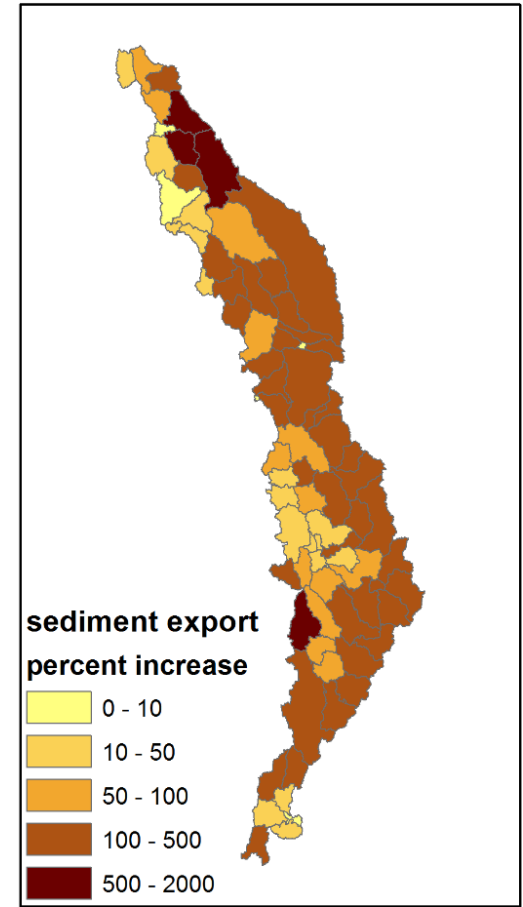 sediment export
percent increase
0 - 10
10 - 50
50 - 100
100 - 500
500 - 2000